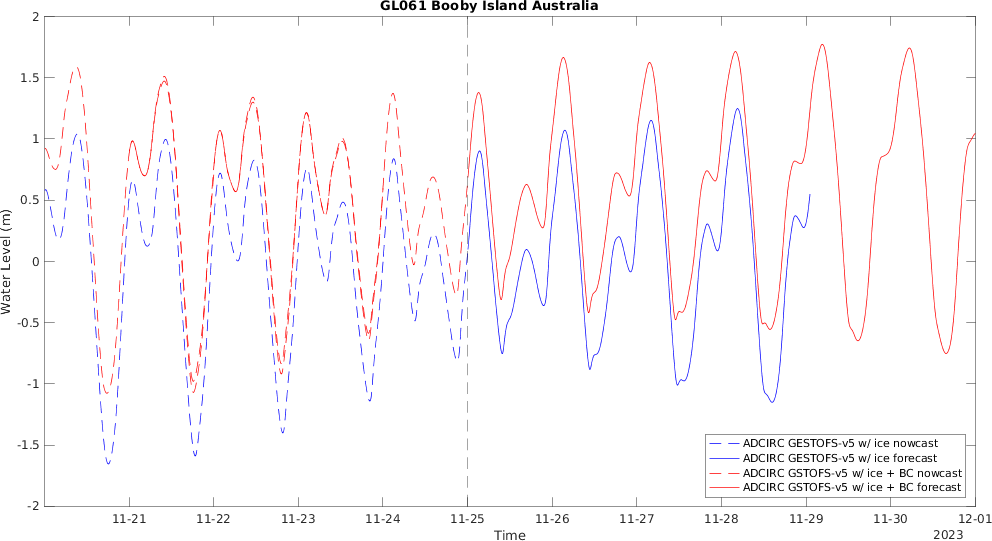 GL061 Booby Island Australia
2
1.5
1
0.5
0
-0.5
-1
-1.5
-2
Water Level (m)
11-21 11-22 11-23 11-24 11-25 11-26 11-27 11-28 11-29 11-30 12-01
Time
2023
ADCIRC GESTOFS-v5 w/ ice nowcast
ADCIRC GESTOFS-v5 w/ ice forecast
ADCIRC GSTOFS-v5 w/ ice + BC nowcast
ADCIRC GSTOFS-v5 w/ ice + BC forecast